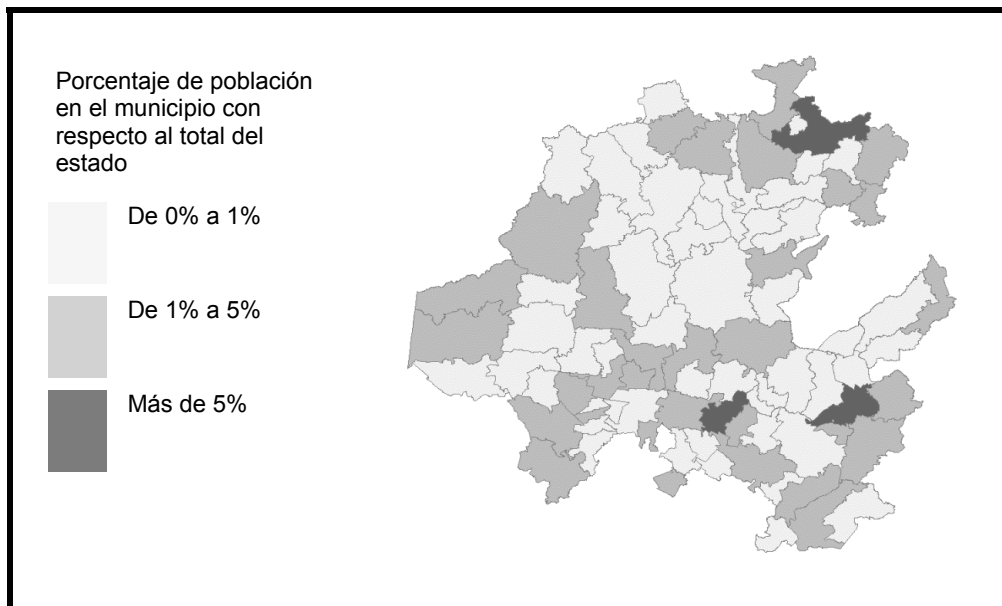 Porcentaje de población
en el municipio con
respecto al total del
estado
De 0% a 1%
De 1% a 5%
Más de 5%